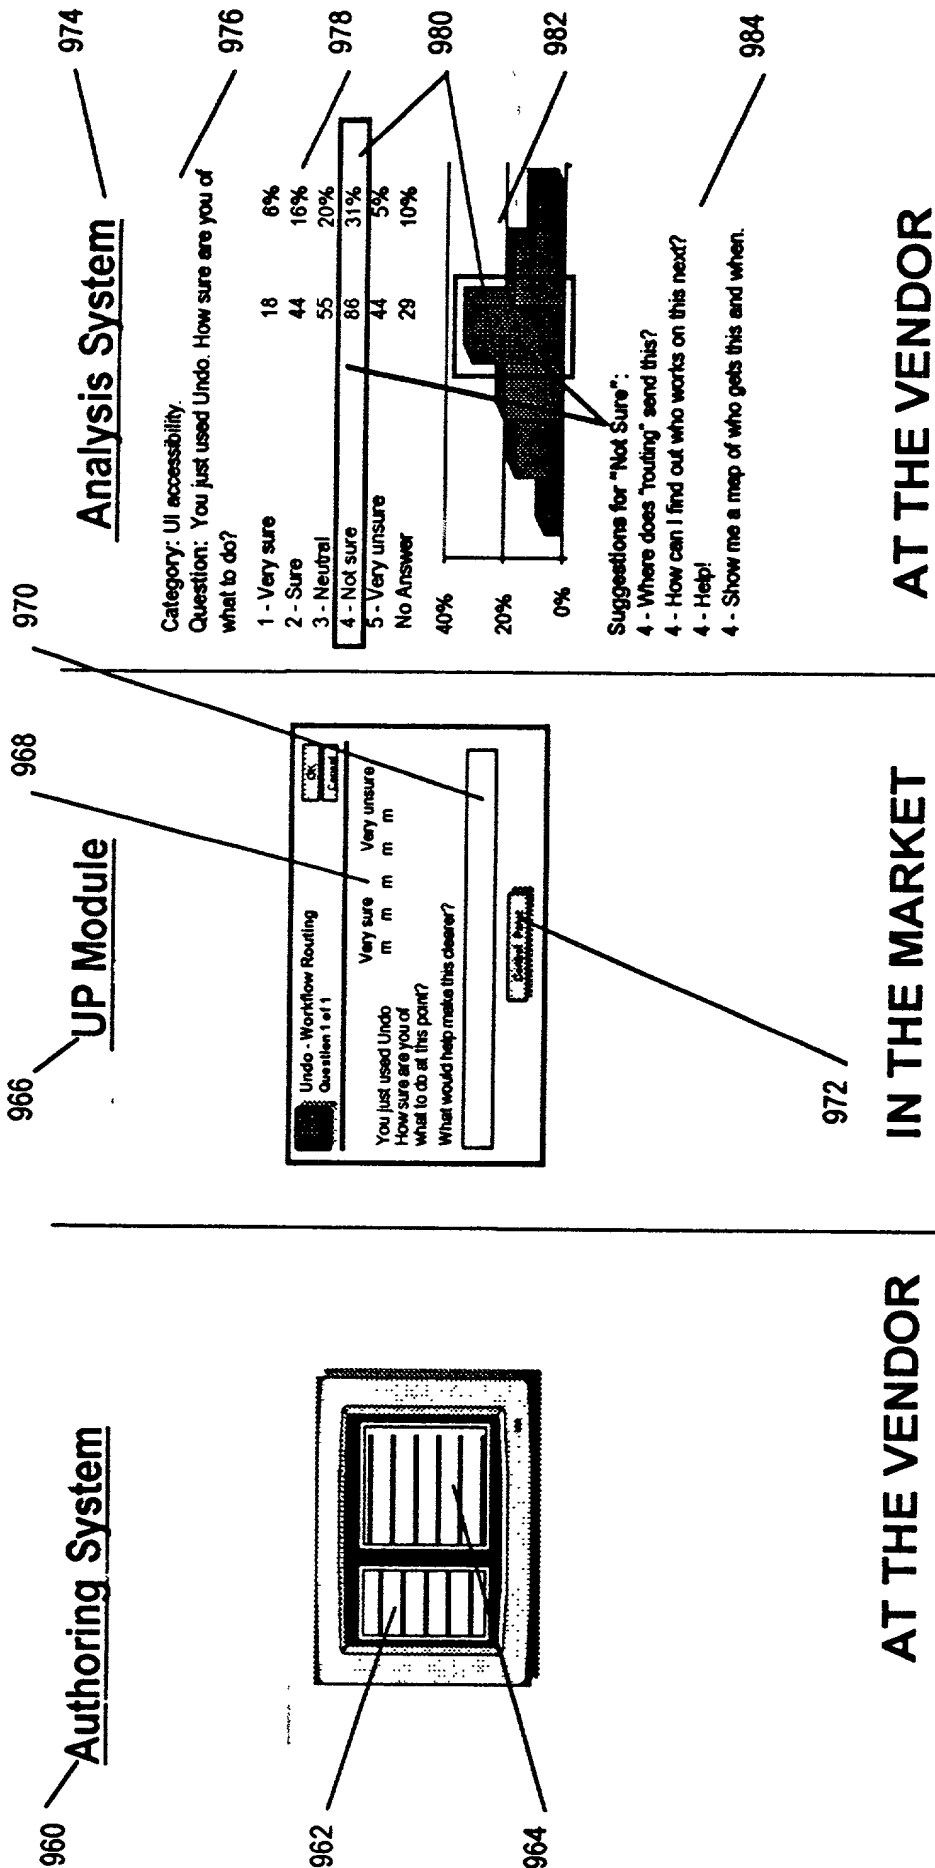 960
Authoring System
962
964
AT THE VENDOR
966
UP Module
968
970
Undo - Workflow Routing
Question 1 of 1
OK
Cancel
Very sure Very unsure
m m m m m
You just used Undo
How sure are you of
what to do at this point?
What would help make this clearer?
972
IN THE MARKET
Analysis System
974
Category: UI accessibility.
976
Question: You just used Undo. How sure are you of
what to do?
1 - Very sure 18 6%
2 - Sure 44 16%
3 - Neutral 55 20%
4 - Not sure 86 31%
5 - Very unsure 44 5%
No Answer 29 10%
978
980
40%
20%
0%
982
Suggestions for "Not Sure":
4 - Where does "routing" send this?
4 - How can I find out who works on this next?
4 - Help!
4 - Show me a map of who gets this and when.
984
AT THE VENDOR